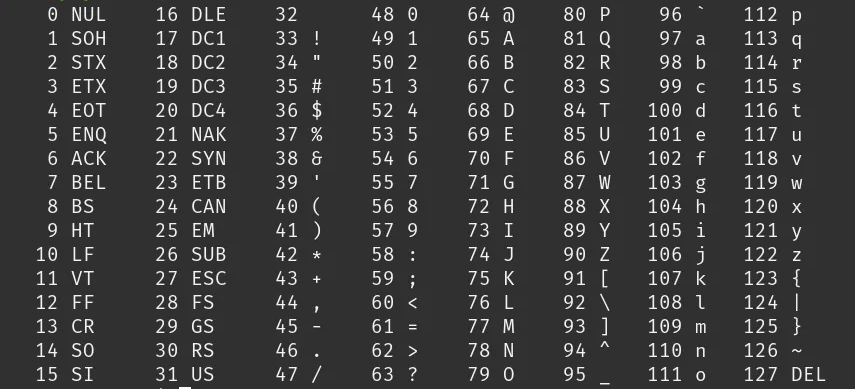 0 NUL 16 DLE 32 48 0 64 @ 80 P 96 ` 112 p
1 SOH 17 DC1 33 ! 49 1 65 A 81 Q 97 a 113 q
2 STX 18 DC2 34 " 50 2 66 B 82 R 98 b 114 r
3 ETX 19 DC3 35 # 51 3 67 C 83 S 99 c 115 s
4 EOT 20 DC4 36 $ 52 4 68 D 84 T 100 d 116 t
5 ENQ 21 NAK 37 % 53 5 69 E 85 U 101 e 117 u
6 ACK 22 SYN 38 & 54 6 70 F 86 V 102 f 118 v
7 BEL 23 ETB 39 ' 55 7 71 G 87 W 103 g 119 w
8 BS 24 CAN 40 ( 56 8 72 H 88 X 104 h 120 x
9 HT 25 EM 41 ) 57 9 73 I 89 Y 105 i 121 y
10 LF 26 SUB 42 * 58 : 74 J 90 Z 106 j 122 z
11 VT 27 ESC 43 + 59 ; 75 K 91 [ 107 k 123 {
12 FF 28 FS 44 , 60 < 76 L 92 \ 108 l 124 |
13 CR 29 GS 45 - 61 = 77 M 93 ] 109 m 125 }
14 SO 30 RS 46 . 62 > 78 N 94 ^ 110 n 126 ~
15 SI 31 US 47 / 63 ? 79 O 95 _ 111 o 127 DEL